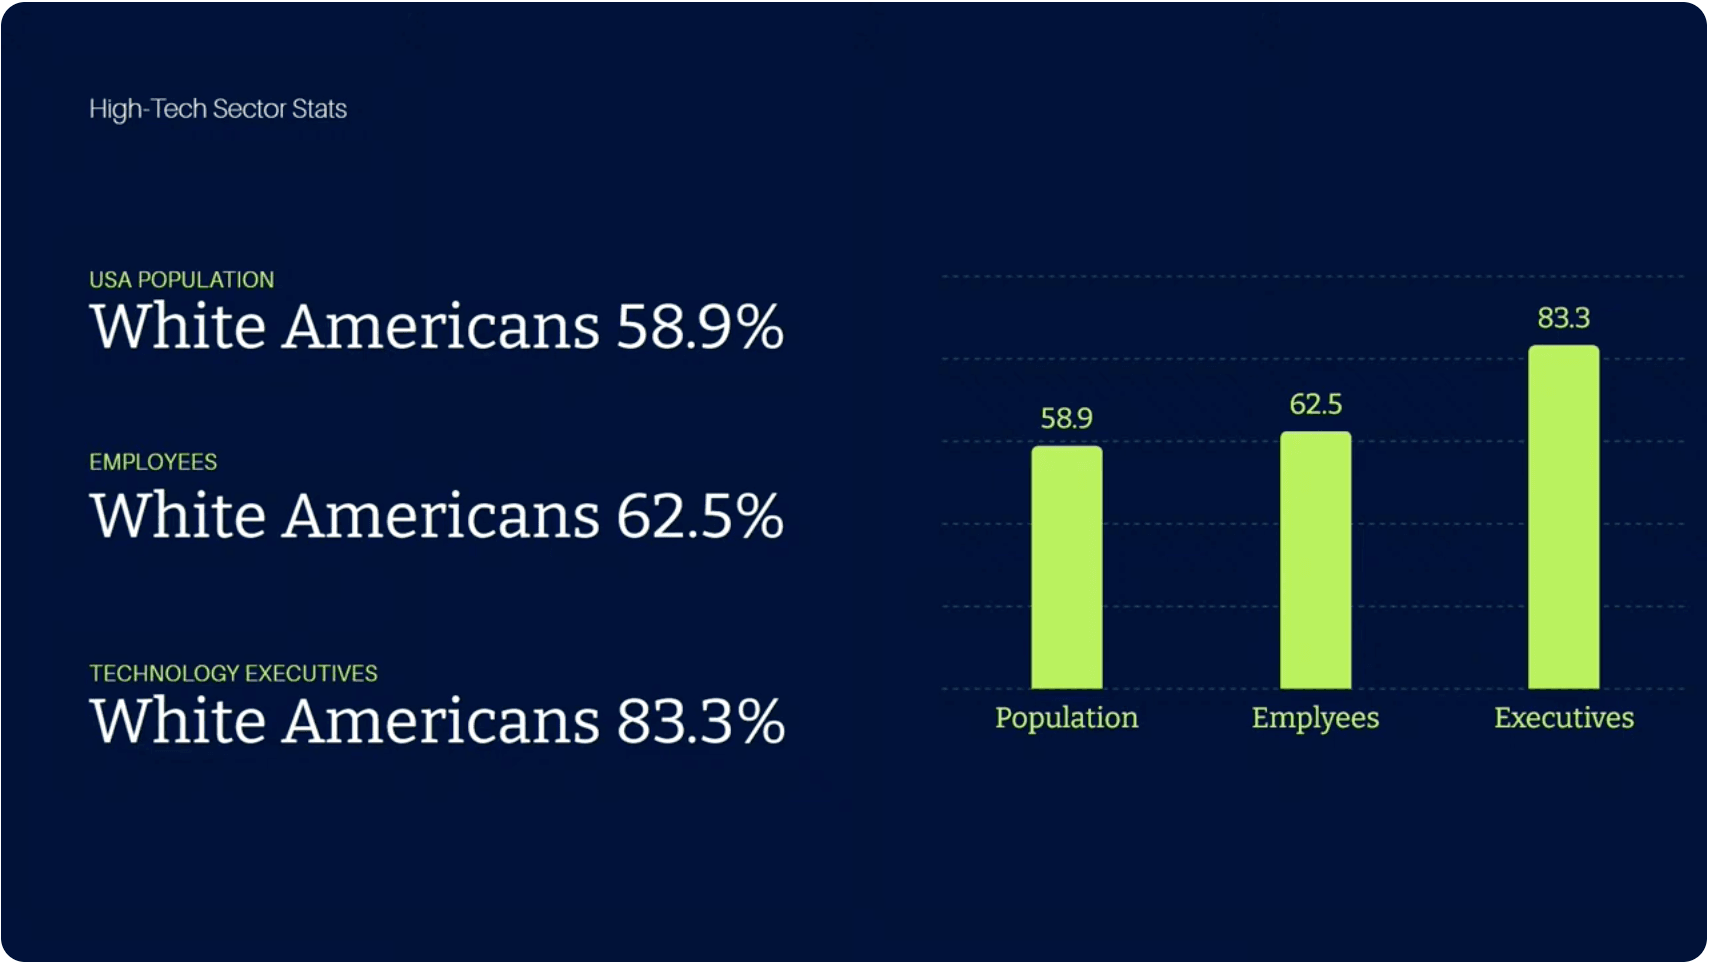 High-Tech Sector Stats
USA POPULATION
White Americans 58.9%
EMPLOYEES
White Americans 62.5%
TECHNOLOGY EXECUTIVES
White Americans 83.3%
58.9
62.5
83.3
Population
Emplyees
Executives